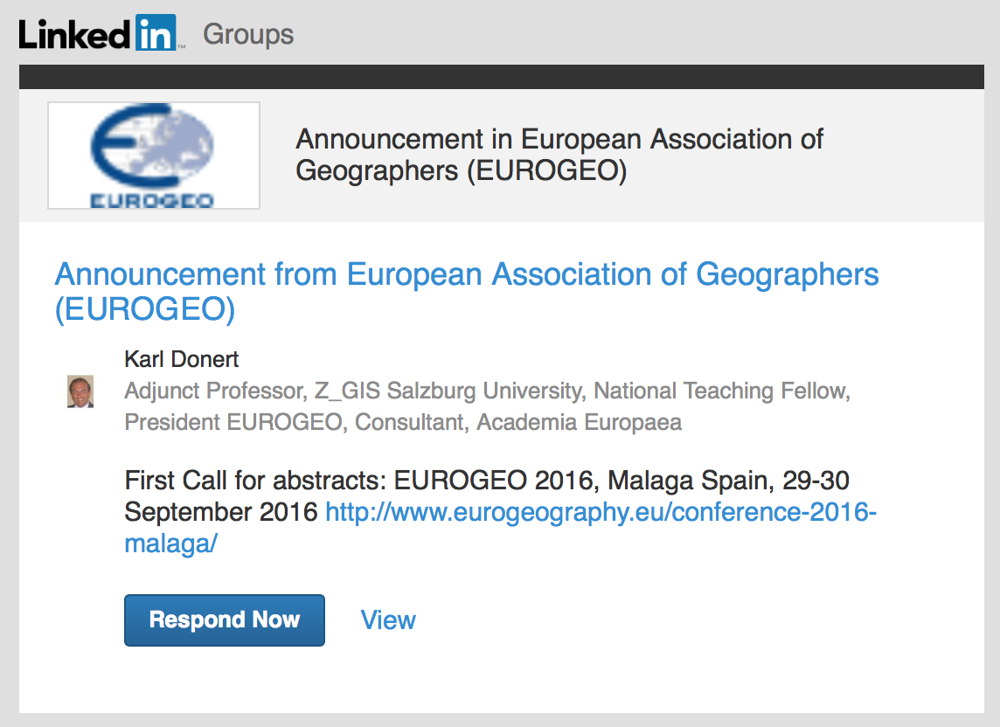 Linked in™ Groups
EUROGEO
Announcement in European Association of
Geographers (EUROGEO)
Announcement from European Association of Geographers
(EUROGEO)
Karl Donert
Adjunct Professor, Z_GIS Salzburg University, National Teaching Fellow,
President EUROGEO, Consultant, Academia Europaea
First Call for abstracts: EUROGEO 2016, Malaga Spain, 29-30
September 2016 http://www.eurogeography.eu/conference-2016-
malaga/
Respond Now View